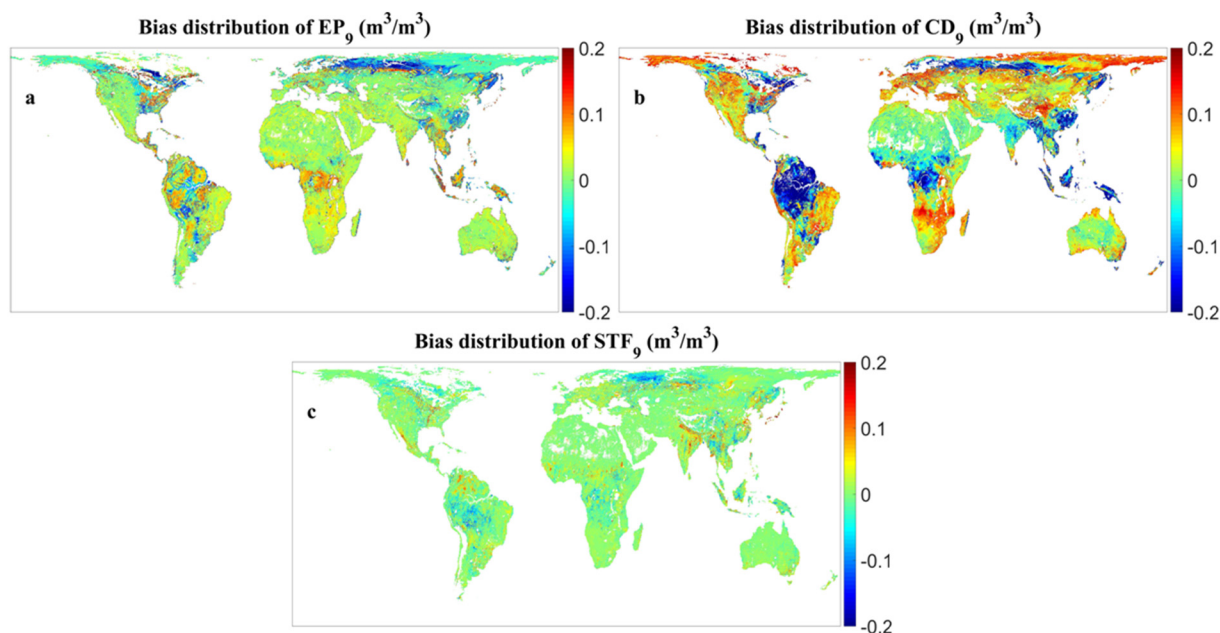 Bias distribution of EP₉ (m³/m³)
a
0.2
0.1
0
-0.1
-0.2
Bias distribution of CD₉ (m³/m³)
b
0.2
0.1
0
-0.1
-0.2
Bias distribution of STF₉ (m³/m³)
c
0.2
0.1
0
-0.1
-0.2